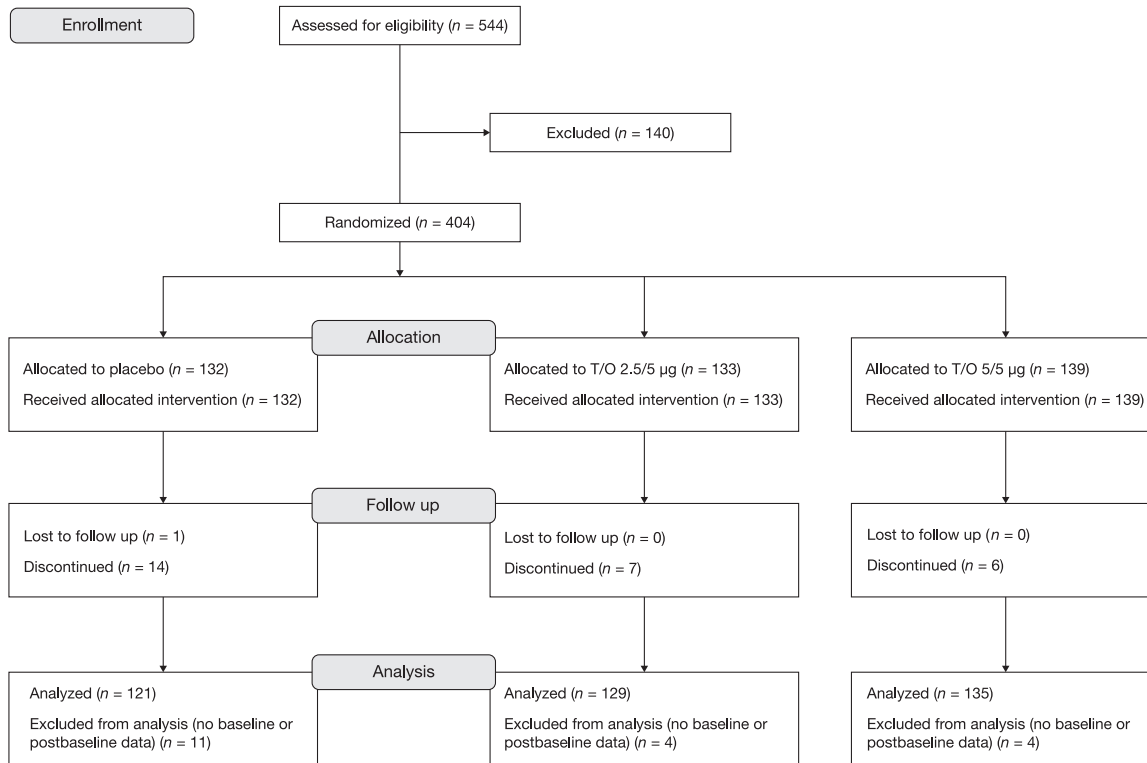 Enrollment
Assessed for eligibility (n = 544)
Excluded (n = 140)
Randomized (n = 404)
Allocation
Allocated to placebo (n = 132)
Received allocated intervention (n = 132)
Allocated to T/O 2.5/5 μg (n = 133)
Received allocated intervention (n = 133)
Allocated to T/O 5/5 μg (n = 139)
Received allocated intervention (n = 139)
Follow up
Lost to follow up (n = 1)
Discontinued (n = 14)
Lost to follow up (n = 0)
Discontinued (n = 7)
Lost to follow up (n = 0)
Discontinued (n = 6)
Analysis
Analyzed (n = 121)
Excluded from analysis (no baseline or
postbaseline data) (n = 11)
Analyzed (n = 129)
Excluded from analysis (no baseline or
postbaseline data) (n = 4)
Analyzed (n = 135)
Excluded from analysis (no baseline or
postbaseline data) (n = 4)